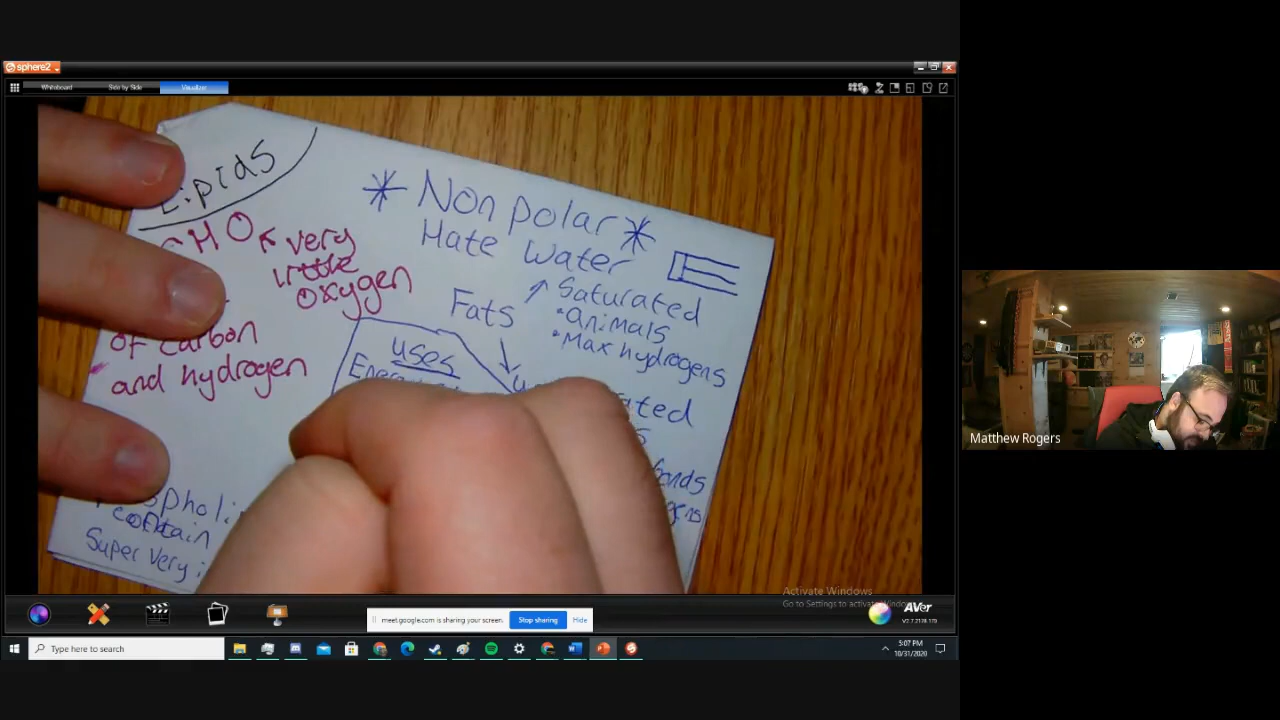 sphere2
Whiteboard
Side by Side
Visualizer
Lipids
CHO
very
little
oxygen
of carbon
and hydrogen
*Non polar*
Hate Water
Fats
Saturated
•animals
•Max hydrogens
uses
contain
Super Very
Matthew Rogers
Activate Windows
Go to Settings to activate Windows.
AVer
meet.google.com is sharing your screen.
Stop sharing
Hide
Type here to search
5:07 PM
10/31/2020